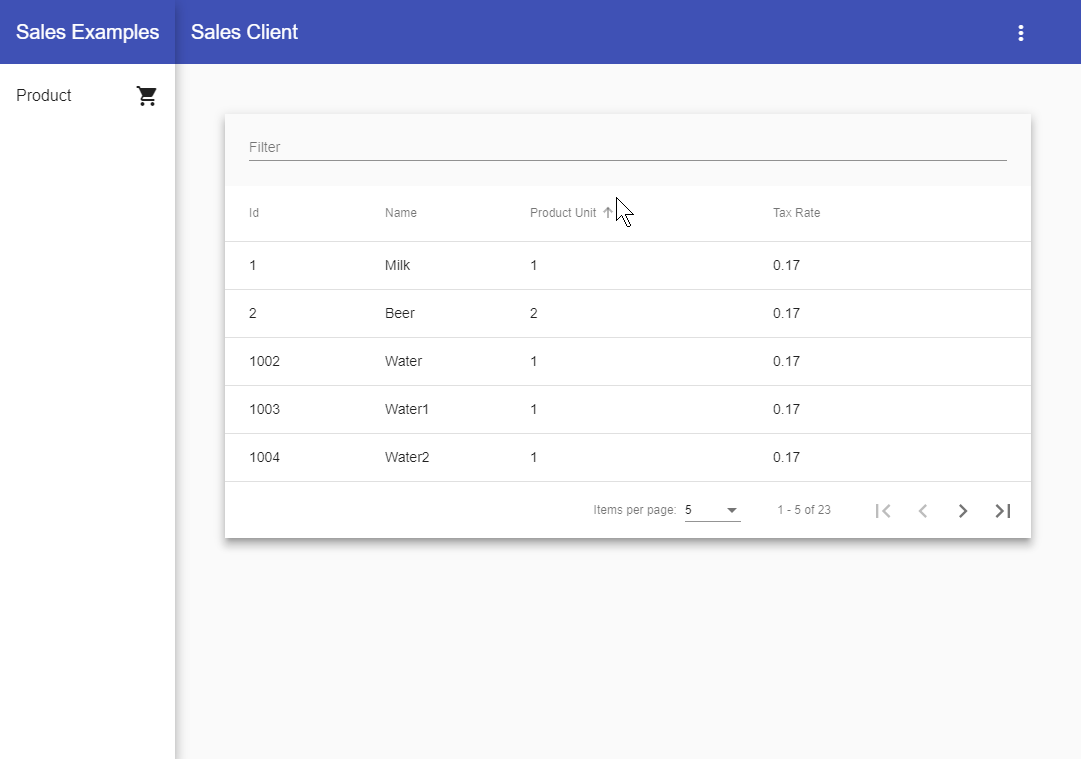 Sales Examples Sales Client
Product
Filter
Id Name Product Unit Tax Rate
1 Milk 1 0.17
2 Beer 2 0.17
1002 Water 1 0.17
1003 Water1 1 0.17
1004 Water2 1 0.17
Items per page: 5 1 - 5 of 23